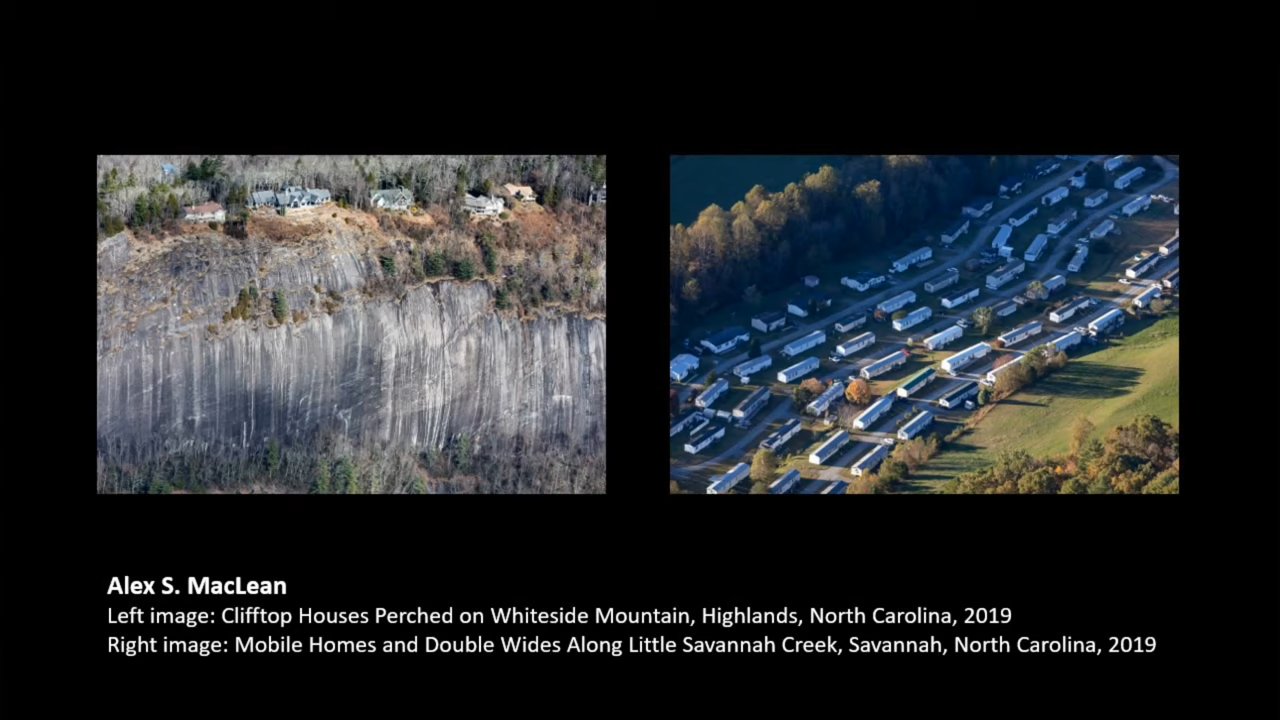 Alex S. MacLean
Left image: Clifftop Houses Perched on Whiteside Mountain, Highlands, North Carolina, 2019
Right image: Mobile Homes and Double Wides Along Little Savannah Creek, Savannah, North Carolina, 2019